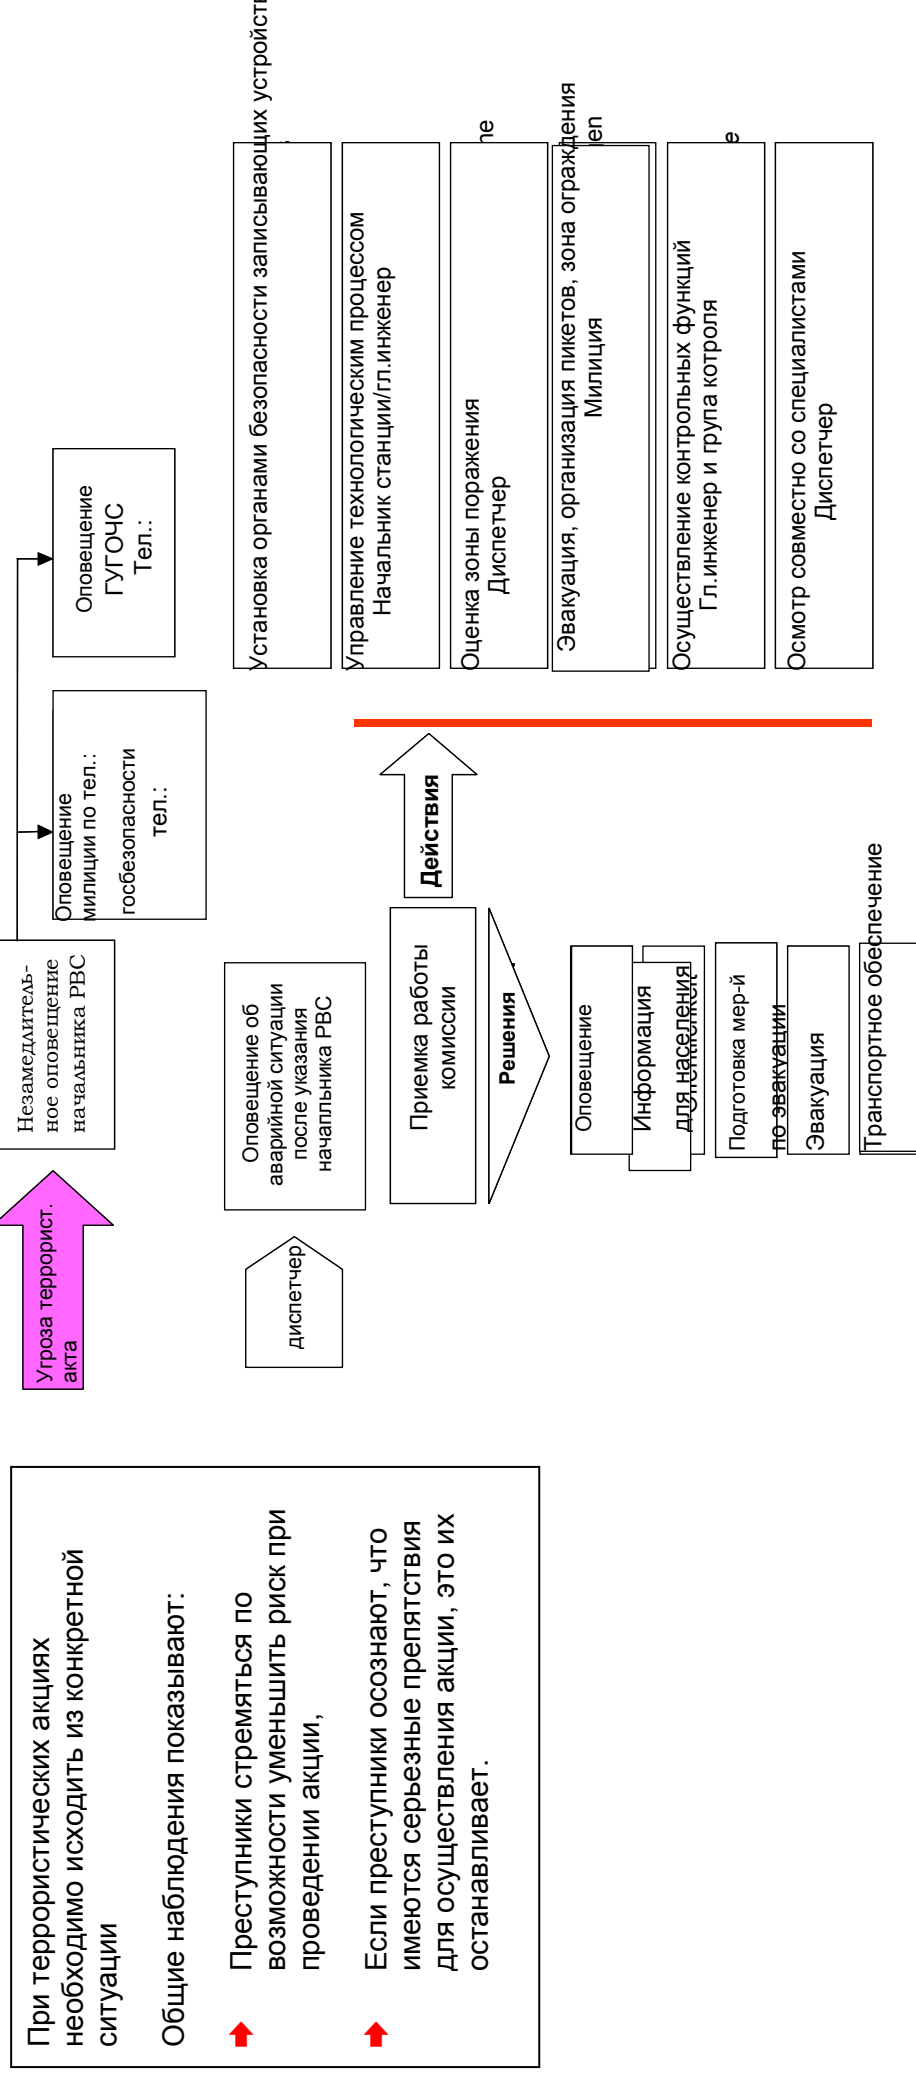 При террористических акциях
необходимо исходить из конкретной
ситуации
Общие наблюдения показывают:
Преступники стремяться по
возможности уменьшить риск при
проведении акции,
Если преступники осознают, что
имеются серьезные препятствия
для осуществления акции, это их
останавливает.
Угроза террорист.
акта
Незамедлитель-
ное оповещение
начальника РВС
Оповещение
милиции по тел.:
госбезопасности
тел.:
Оповещение
ГУГОЧС
Тел.:
диспетчер
Оповещение об
аварийной ситуации
после указания
начапльника РВС
Приемка работы
комиссии
Решения
Действия
Оповещение
Информация
для населения
Подготовка мер-й
по эвакуации
Эвакуация
Транспортное обеспечение
Установка органами безопасности записывающих устройств
Управление технологическим процессом
Начальник станции/гл.инженер
Оценка зоны поражения
Диспетчер
ne
Эвакуация, организация пикетов, зона ограждения
Милиция
en
Осуществление контрольных функций
Гл.инженер и група котроля
e
Осмотр совместно со специалистами
Диспетчер